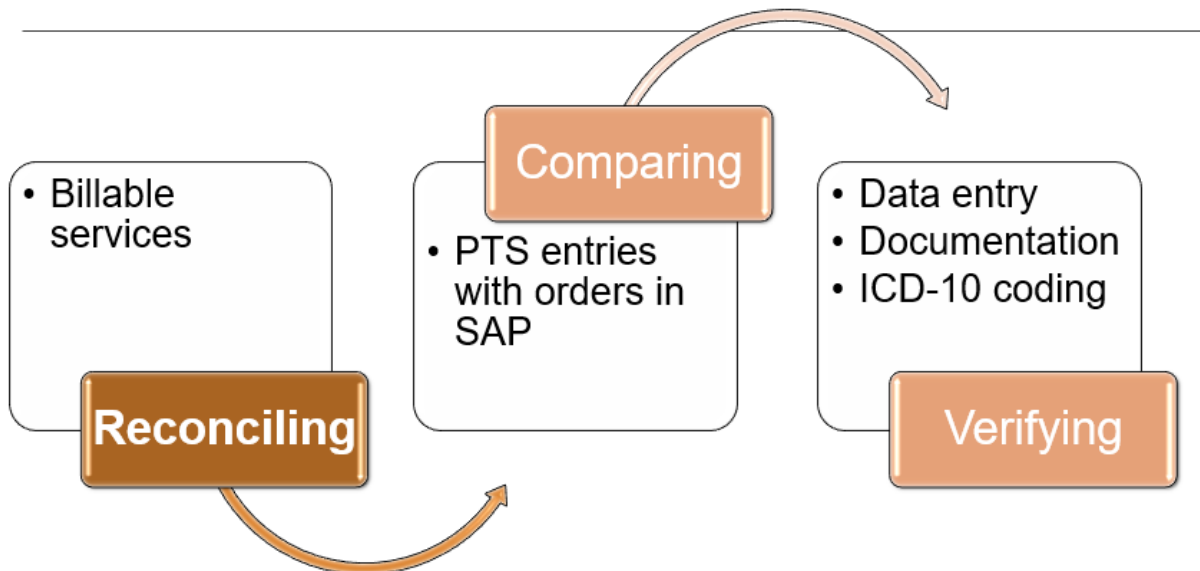 • Billable
services
Reconciling
Comparing
• PTS entries
with orders in
SAP
• Data entry
• Documentation
• ICD-10 coding
Verifying